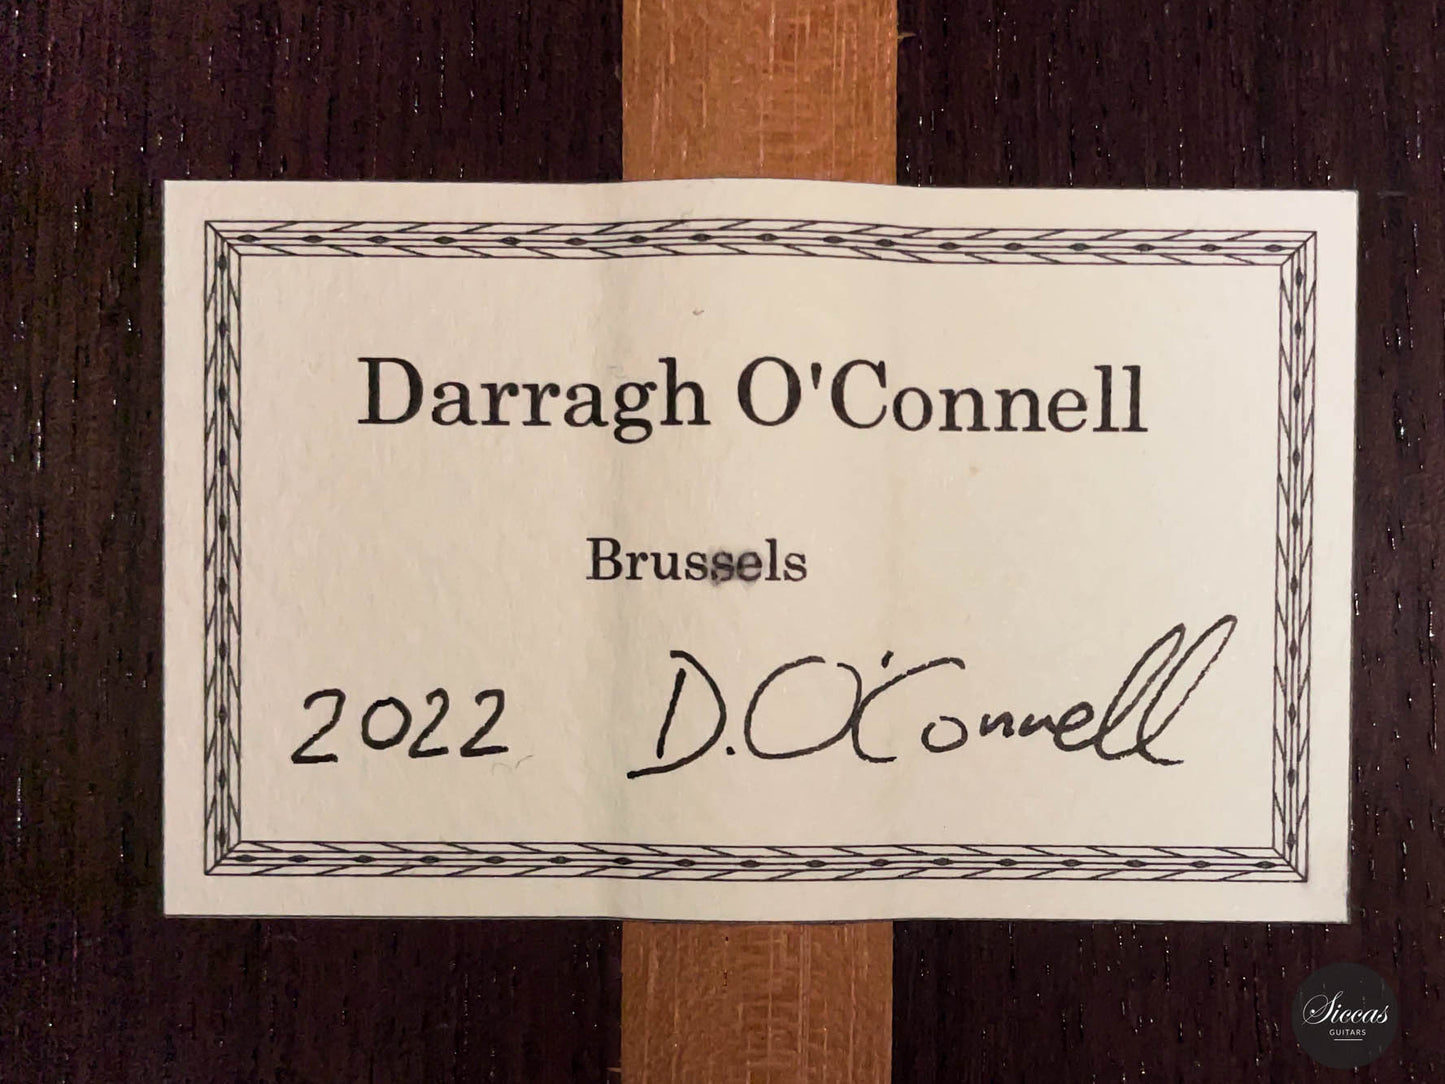 Darragh O'Connell
Brussels
2022 D. O'Connell
Siccas
GUITARS